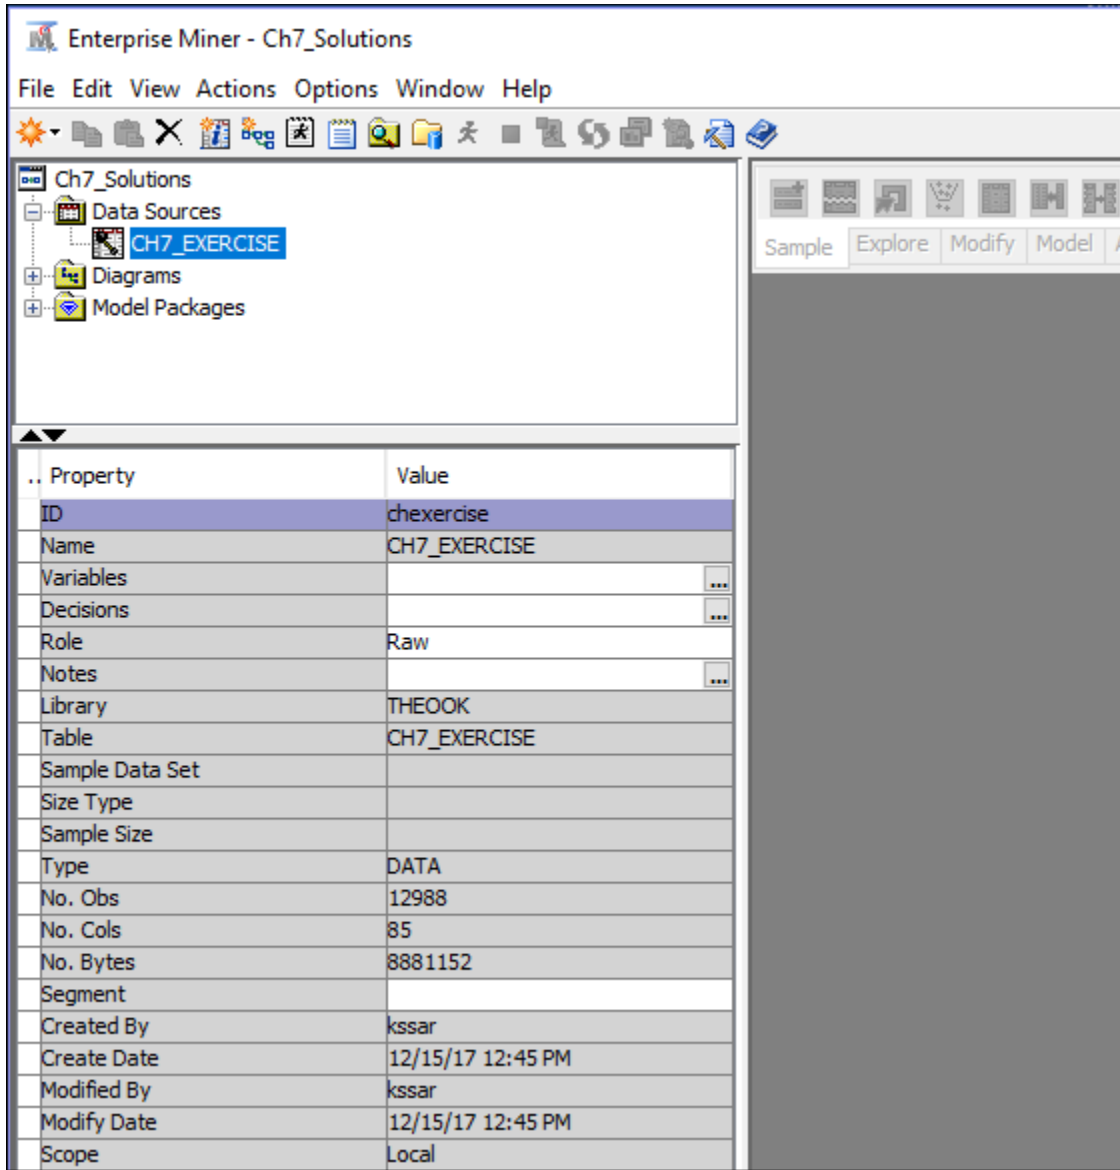 Enterprise Miner - Ch7_Solutions
File Edit View Actions Options Window Help
Ch7_Solutions
Data Sources
CH7_EXERCISE
Diagrams
Model Packages
Sample Explore Modify Model
.. Property Value
ID chexercise
Name CH7_EXERCISE
Variables ...
Decisions ...
Role Raw
Notes ...
Library THEOOK
Table CH7_EXERCISE
Sample Data Set
Size Type
Sample Size
Type DATA
No. Obs 12988
No. Cols 85
No. Bytes 8881152
Segment
Created By kssar
Create Date 12/15/17 12:45 PM
Modified By kssar
Modify Date 12/15/17 12:45 PM
Scope Local